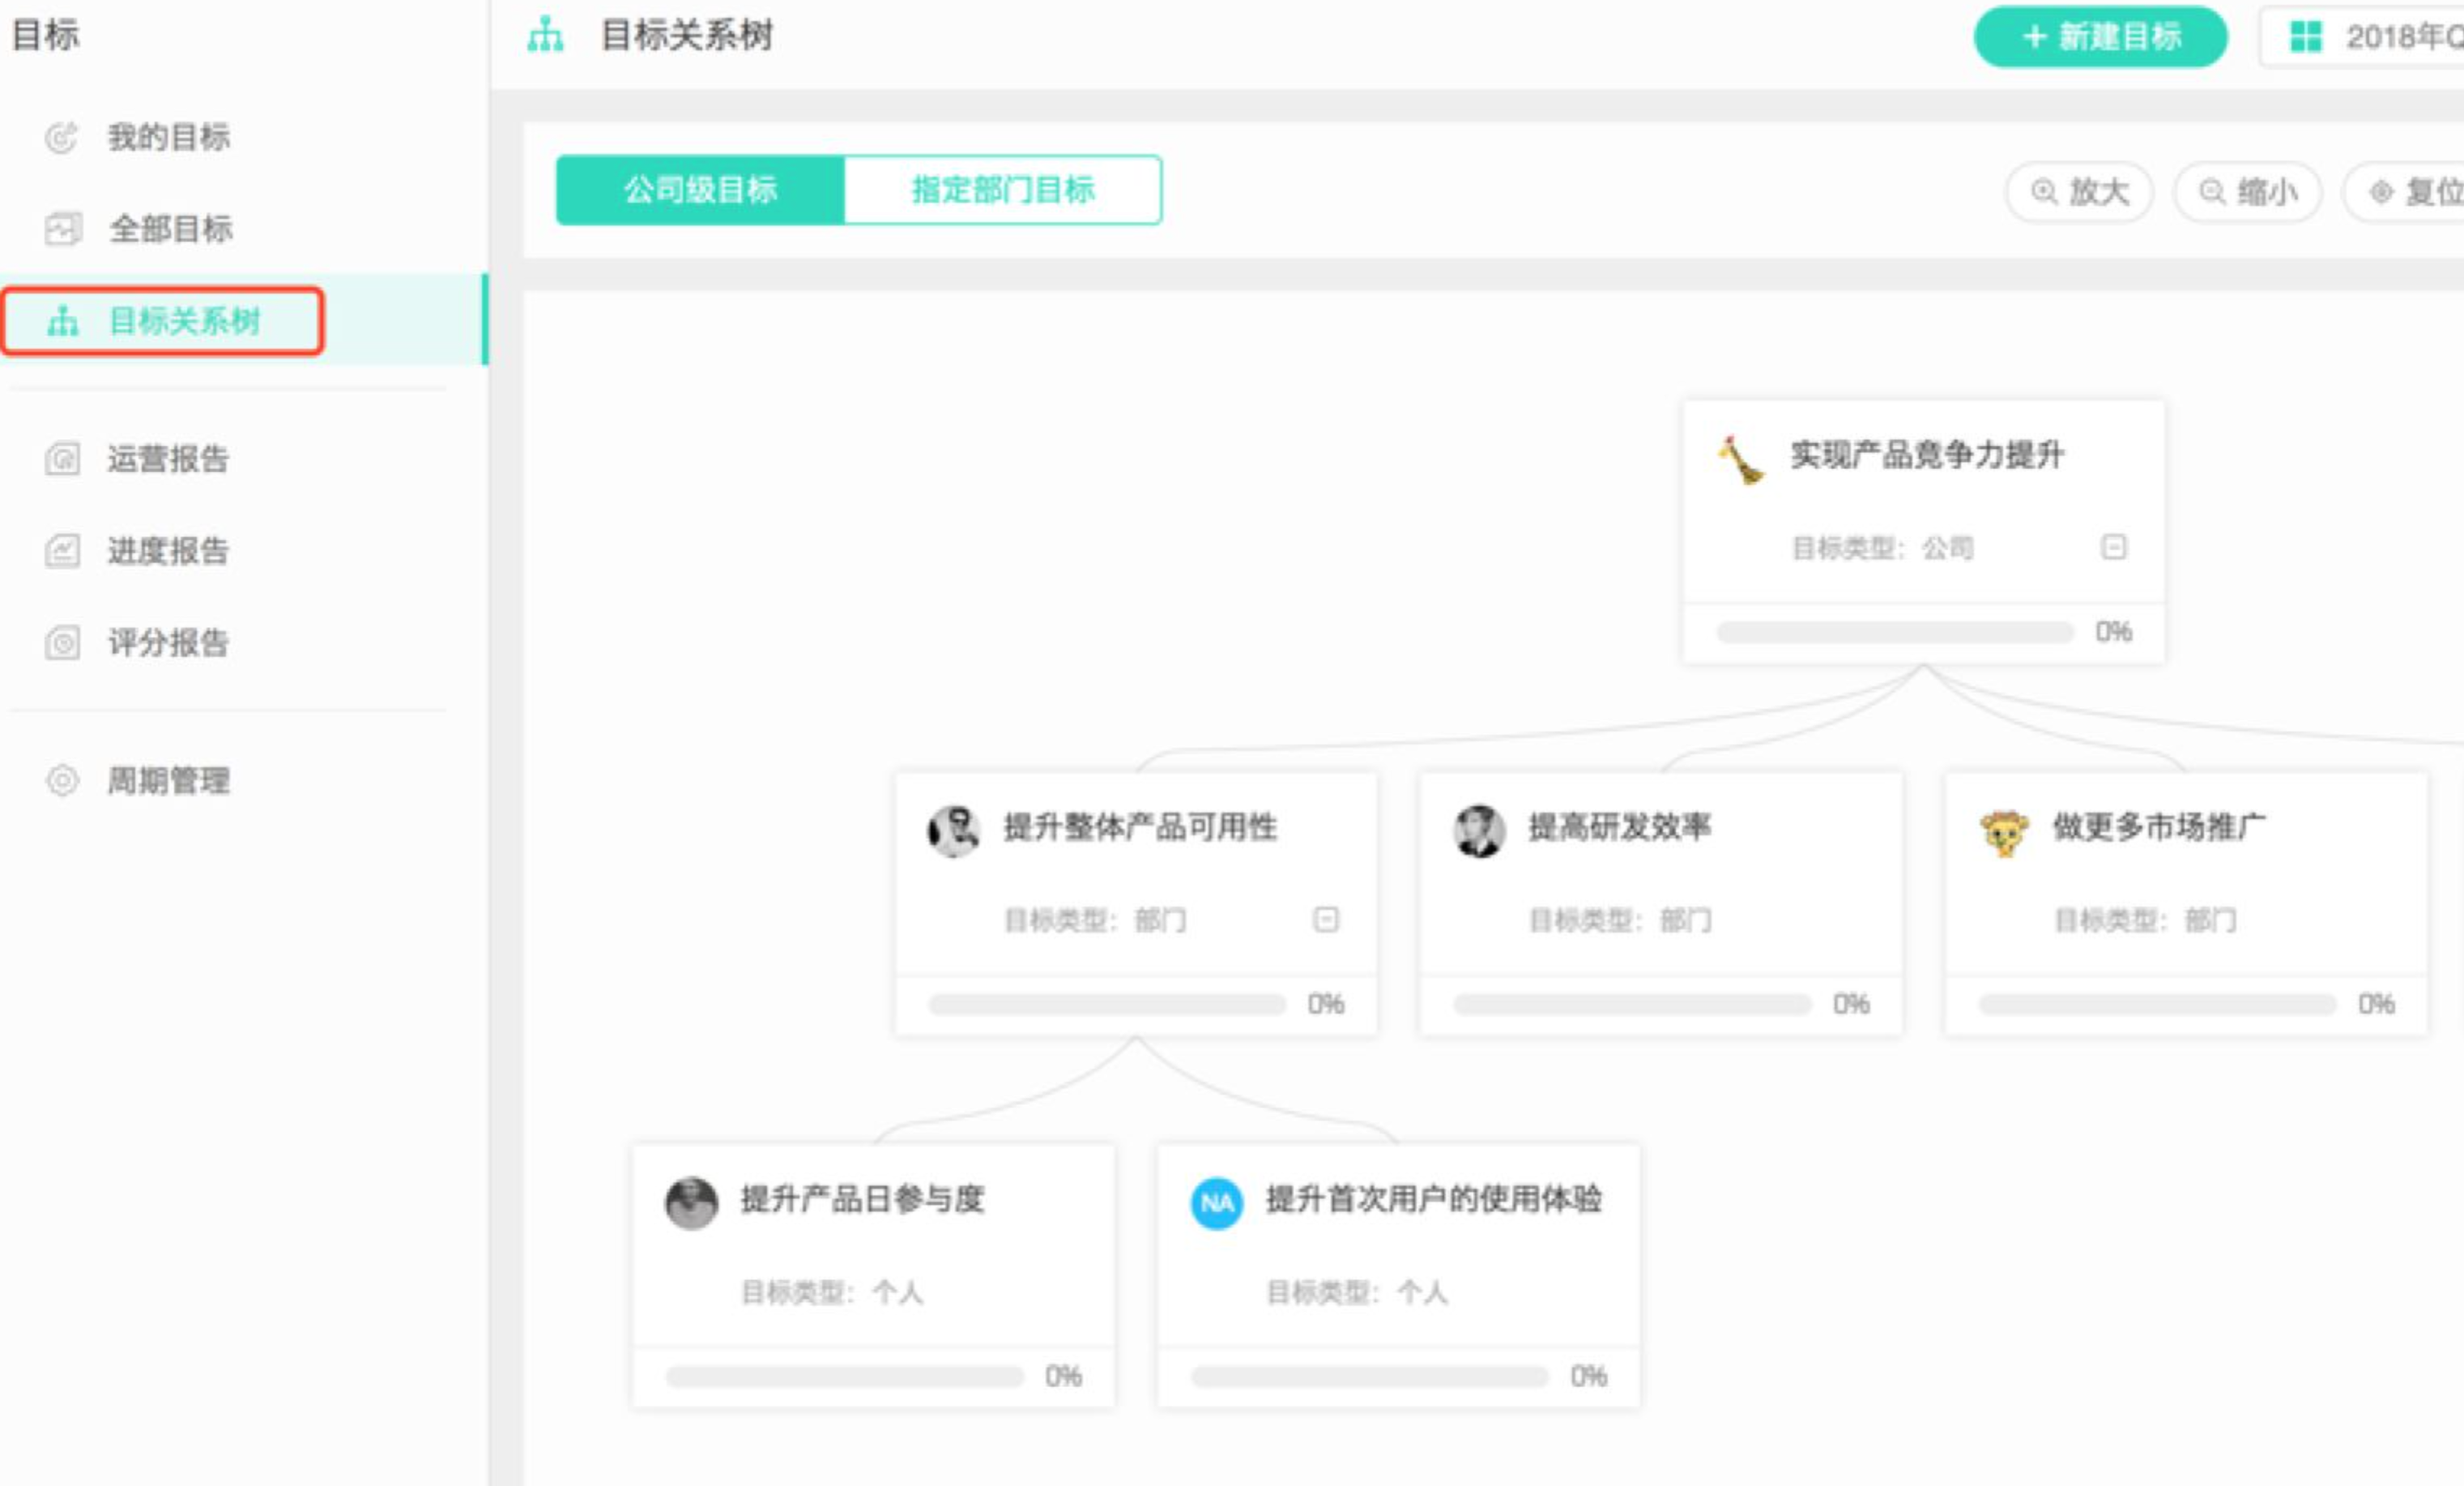 目标
我的目标
全部目标
目标关系树
运营报告
进度报告
评分报告
周期管理
目标关系树
+ 新建目标
2018年Q
公司级目标
指定部门目标
放大
缩小
复位
实现产品竞争力提升
目标类型：公司
0%
提升整体产品可用性
目标类型：部门
0%
提高研发效率
目标类型：部门
0%
做更多市场推广
目标类型：部门
0%
提升产品日参与度
目标类型：个人
0%
NA
提升首次用户的使用体验
目标类型：个人
0%